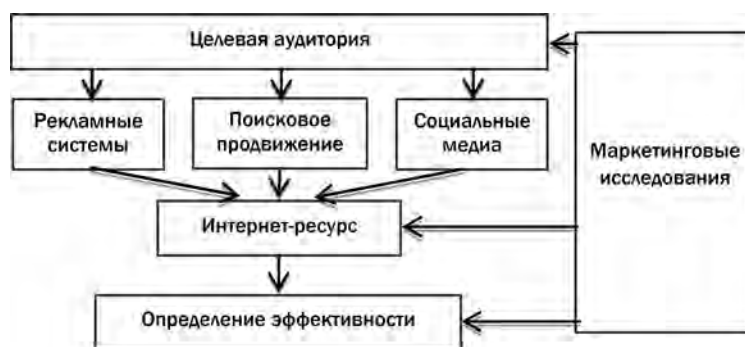 Целевая аудитория
Рекламные
системы
Поисковое
продвижение
Социальные
медиа
Маркетинговые
исследования
Интернет-ресурс
Определение эффективности